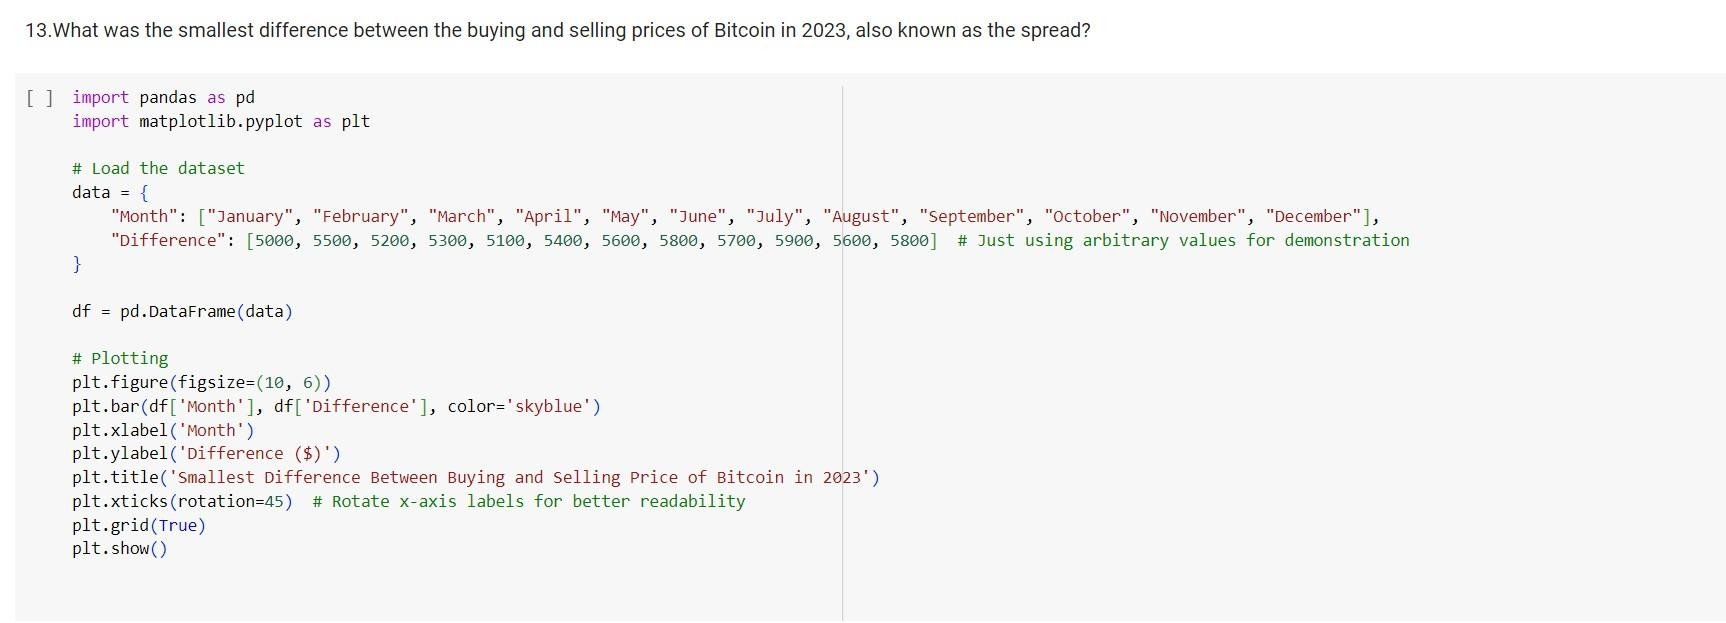 13.What was the smallest difference between the buying and selling prices of Bitcoin in 2023, also known as the spread?
[ ] import pandas as pd
import matplotlib.pyplot as plt
# Load the dataset
data = {
"Month": ["January", "February", "March", "April", "May", "June", "July", "August", "September", "October", "November", "December"],
"Difference": [5000, 5500, 5200, 5300, 5100, 5400, 5600, 5800, 5700, 5900, 5600, 5800]  # Just using arbitrary values for demonstration
}
df = pd.DataFrame(data)
# Plotting
plt.figure(figsize=(10, 6))
plt.bar(df['Month'], df['Difference'], color='skyblue')
plt.xlabel('Month')
plt.ylabel('Difference ($)')
plt.title('Smallest Difference Between Buying and Selling Price of Bitcoin in 2023')
plt.xticks(rotation=45)  # Rotate x-axis labels for better readability
plt.grid(True)
plt.show()